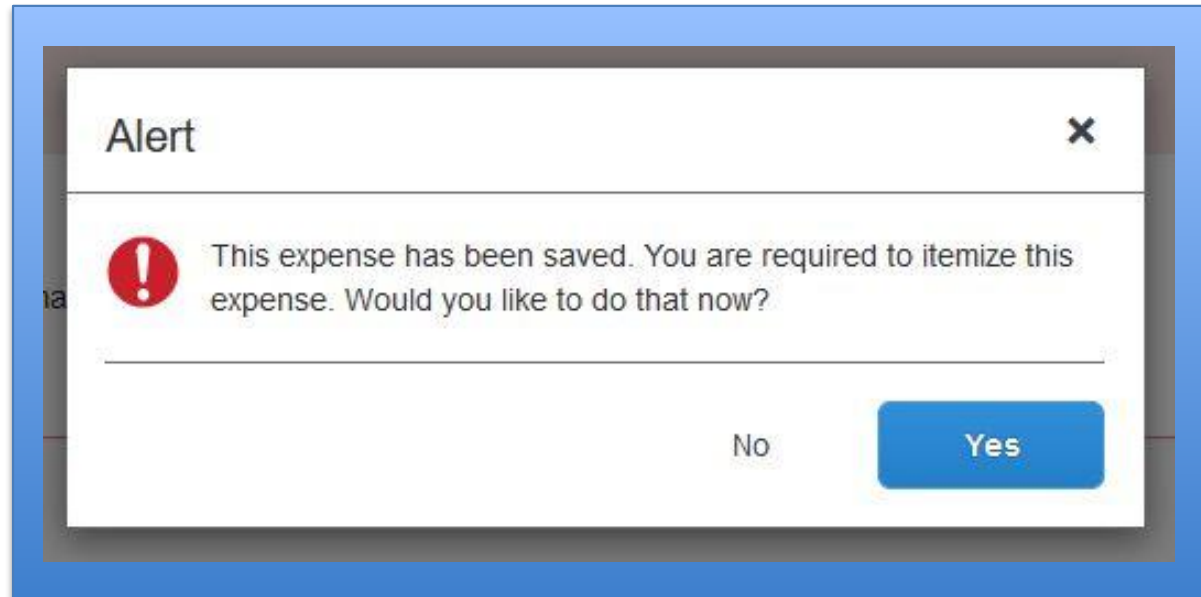 Alert
This expense has been saved. You are required to itemize this
expense. Would you like to do that now?
No
Yes